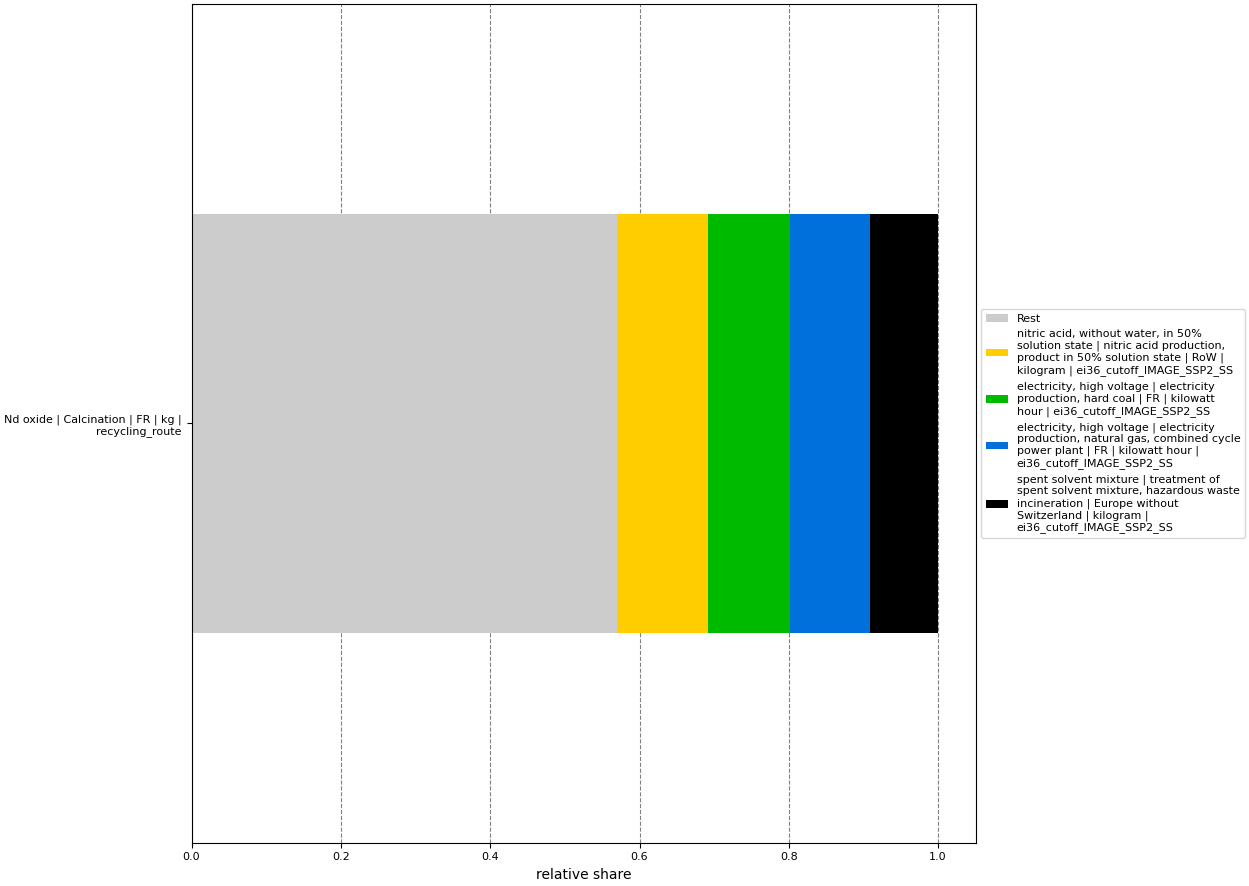 Nd oxide | Calcination | FR | kg |
recycling_route
0.0
0.2
0.4
0.6
0.8
1.0
relative share
Rest
nitric acid, without water, in 50%
solution state | nitric acid production,
product in 50% solution state | RoW |
kilogram | ei36_cutoff_IMAGE_SSP2_SS
electricity, high voltage | electricity
production, hard coal | FR | kilowatt
hour | ei36_cutoff_IMAGE_SSP2_SS
electricity, high voltage | electricity
production, natural gas, combined cycle
power plant | FR | kilowatt hour |
ei36_cutoff_IMAGE_SSP2_SS
spent solvent mixture | treatment of
spent solvent mixture, hazardous waste
incineration | Europe without
Switzerland | kilogram |
ei36_cutoff_IMAGE_SSP2_SS